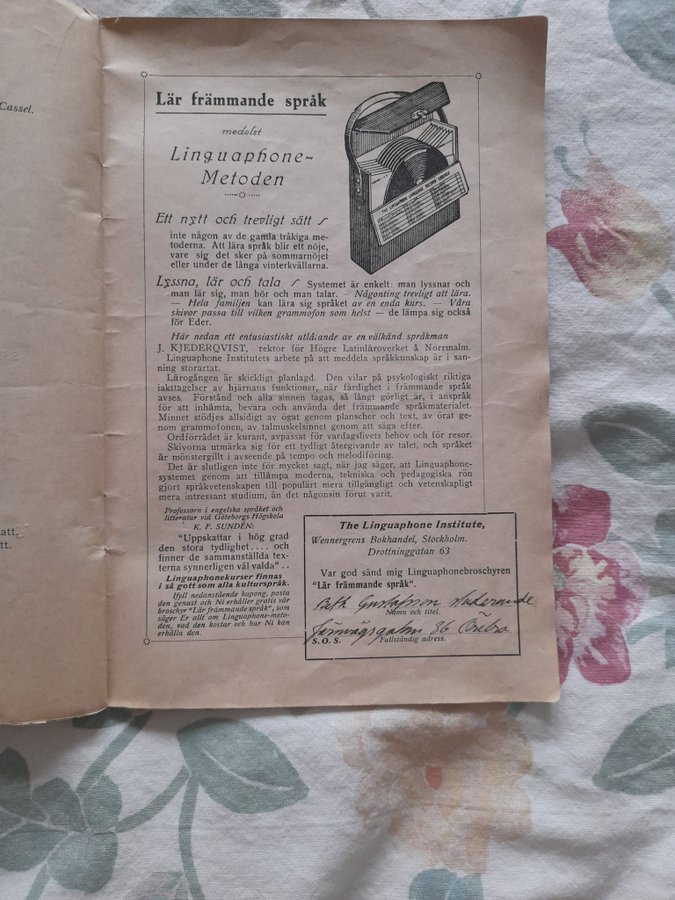 Cassel.
att,
tt.
Lär främmande språk
medelst
Linguaphone-
Metoden
Ett nytt och trevligt sätt
inte någon av de gamla tråkiga me-
toderna. Att lära språk blir ett nöje,
vare sig det sker på sommarnöjet
eller under de långa vinterkvällarna.
Lyssna, lär och tala
Systemet är enkelt: man lyssnar och
man lär sig, man hör och man talar. — Någonting trevligt att lära.
— Hela familjen kan lära sig språket av en enda kurs. — Våra
skivor passa till vilken grammofon som helst — de lämpa sig också
för Eder.
Här nedan ett entusiastiskt utlåtande av en välkänd språkman
J. KJEDERQVIST, rektor för Högre Latinläroverket å Norrmalm.
Linguaphone Institutets arbete på att meddela språkkunskap är i san-
ning storartat.
Lärogången är skickligt planlagd. Den vilar på psykologiskt riktiga
iakttagelser av hjärnans funktioner, när färdighet i främmande språk
avses. Förstånd och alla sinnen tagas, så långt görligt är, i anspråk
för att inhämta, bevara och använda det främmande språkmaterialet.
Minnet stödjes allsidigt av ögat genom planscher och text, av örat ge-
nom grammofonen, av talmuskelsinnet genom att säga efter.
Ordförrådet är kurant, avpassat för vardagslivets behov och för resor.
Skivorna utmärka sig för ett tydligt återgivande av talet, och språket
är mönstergillt i avseende på tempo och melodiföring.
Det är slutligen inte för mycket sagt, när jag säger, att Linguaphone-
systemet genom att tillämpa moderna, tekniska och pedagogiska rön
gjort språkvetenskapen till populärt mera tillgängligt och vetenskapligt
mera intressant studium, än det någonsin förut varit.
Professorn i engelska språket och
litteratur vid Göteborgs Högskola
K. F. SUNDÉN:
"Uppskattar i hög grad
den stora tydlighet.... och
finner de sammanställda tex-
terna synnerligen väl valda"..
Linguaphonekurser finnas
i så gott som alla kulturspråk.
Ifyll nedanstående kupong, posta
den genast och Ni erhåller gratis vår
broschyr "Lär främmande språk", som
säger Er allt om Linguaphone-meto-
den, vad den kostar och hur Ni kan
erhålla den.
The Linguaphone Institute,
Wennergrens Bokhandel, Stockholm.
Drottninggatan 63
Var god sänd mig Linguaphonebroschyren
"Lär främmande språk".
Gustafsson
Namn och titel.
36 Örebro
S.O.S. Fullständig adress.